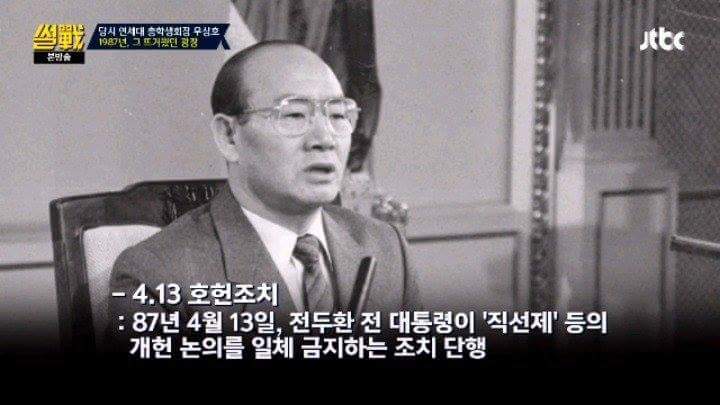 썰戰
본방송
당시 연세대 총학생회장 우상호
1987년, 그 뜨거웠던 광장
jtbc
- 4.13 호헌조치
: 87년 4월 13일, 전두환 전 대통령이 '직선제' 등의
개헌 논의를 일체 금지하는 조치 단행